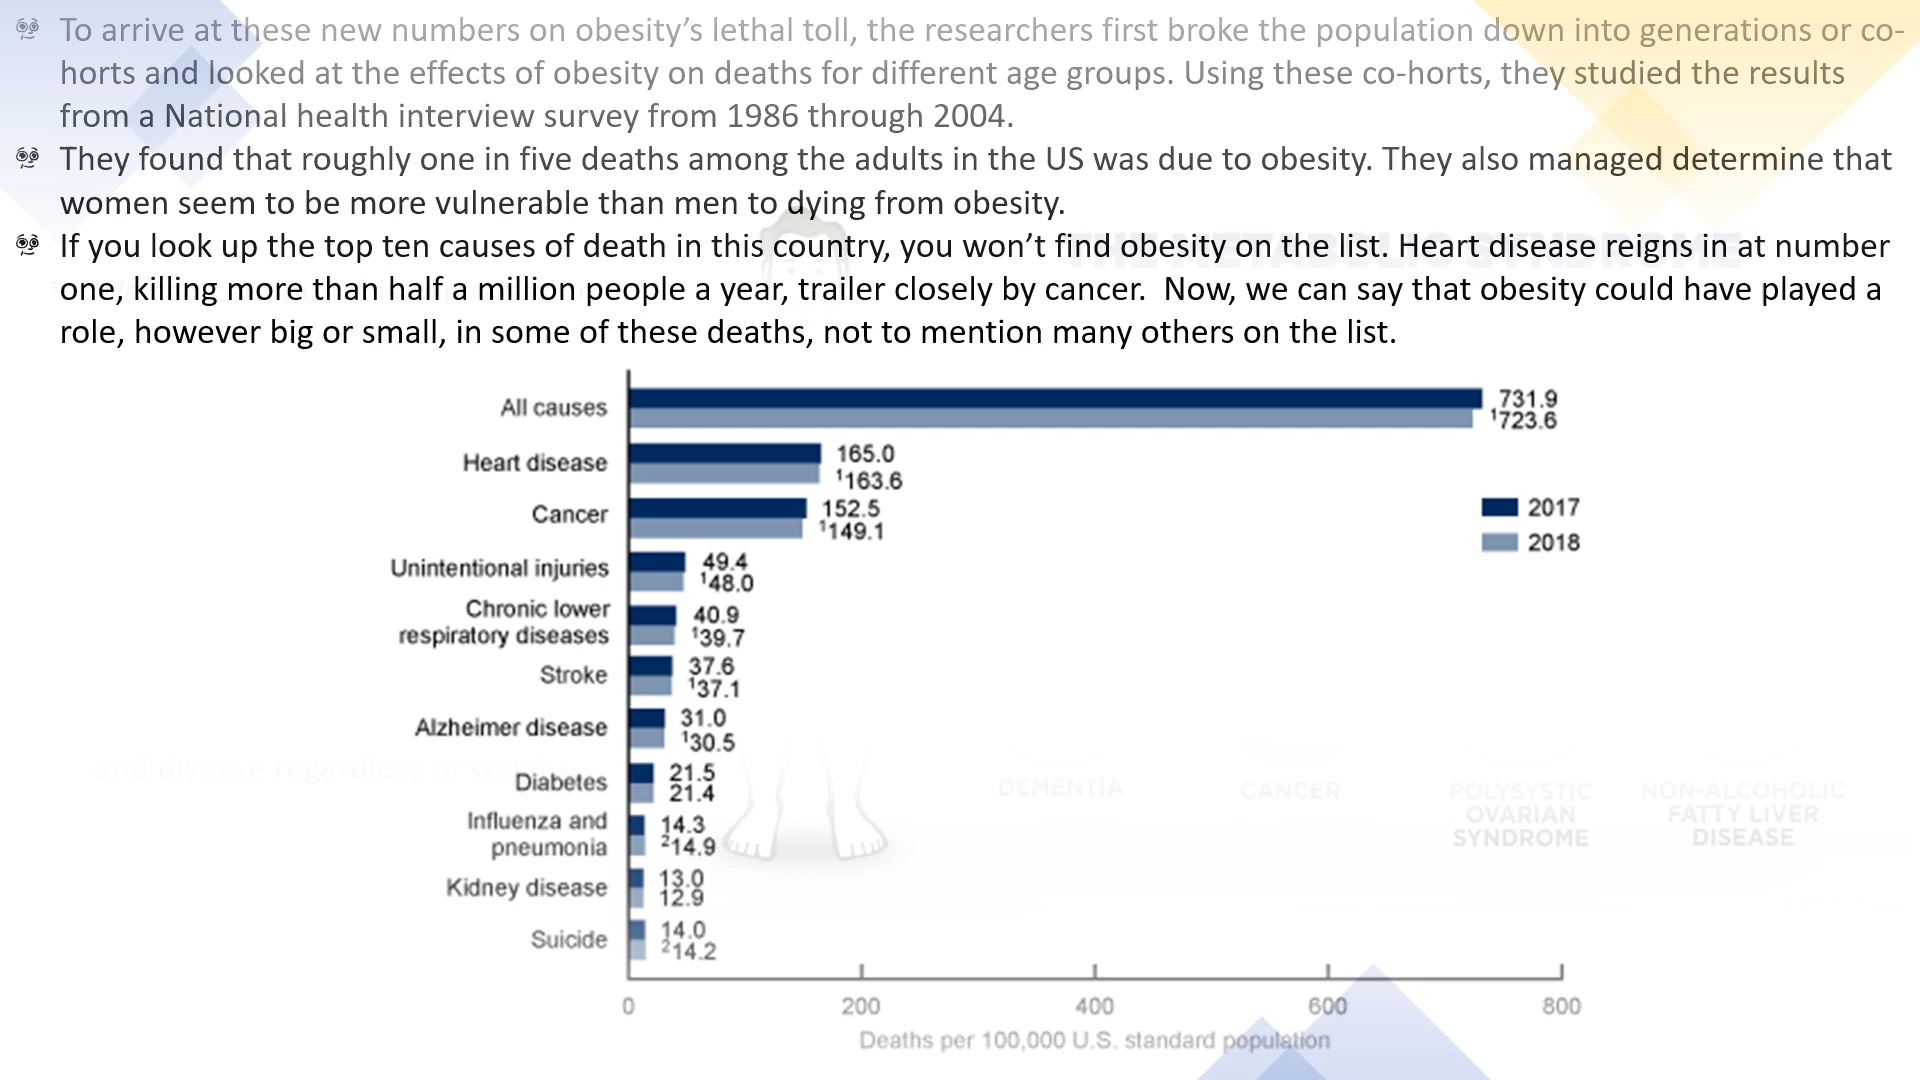 To arrive at these new numbers on obesity’s lethal toll, the researchers first broke the population down into generations or co-
horts and looked at the effects of obesity on deaths for different age groups. Using these co-horts, they studied the results
from a National health interview survey from 1986 through 2004.
They found that roughly one in five deaths among the adults in the US was due to obesity. They also managed determine that
women seem to be more vulnerable than men to dying from obesity.
If you look up the top ten causes of death in this country, you won’t find obesity on the list. Heart disease reigns in at number
one, killing more than half a million people a year, trailer closely by cancer.  Now, we can say that obesity could have played a
role, however big or small, in some of these deaths, not to mention many others on the list.
THE METABOLIC SYNDROME
All causes
731.9
¹723.6
Heart disease
165.0
¹163.6
Cancer
152.5
¹149.1
2017
2018
Unintentional injuries
49.4
¹48.0
Chronic lower
respiratory diseases
40.9
¹39.7
Stroke
37.6
¹37.1
Alzheimer disease
31.0
¹30.5
and disease regardless of weight
Diabetes
21.5
21.4
DEMENTIA
CANCER
POLYSYSTIC
OVARIAN
SYNDROME
NON-ALCOHOLIC
FATTY LIVER
DISEASE
Influenza and
pneumonia
14.3
²14.9
Kidney disease
13.0
12.9
Suicide
14.0
²14.2
0 200 400 600 800
Deaths per 100,000 U.S. standard population